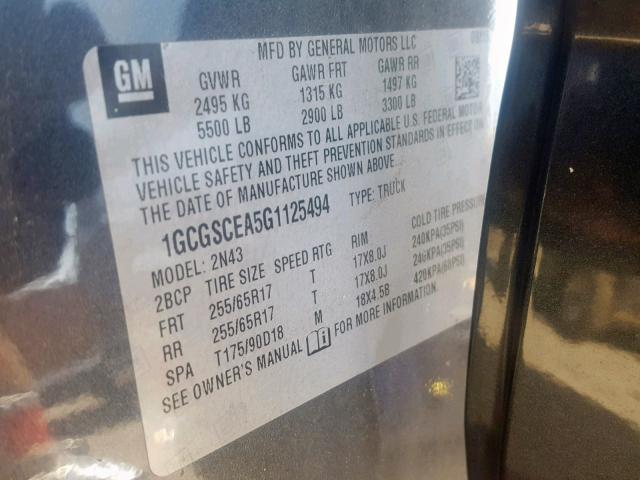 GM
MFD BY GENERAL MOTORS LLC
GVWR GAWR FRT GAWR RR
2495 KG 1315 KG 1497 KG
5500 LB 2900 LB 3300 LB
THIS VEHICLE CONFORMS TO ALL APPLICABLE U.S. FEDERAL MOTOR
VEHICLE SAFETY AND THEFT PREVENTION STANDARDS IN EFFECT ON
THE DATE OF MANUFACTURE SHOWN ABOVE.
1GCGSCEA5G1125494 TYPE: TRUCK
MODEL: 2N43
2BCP TIRE SIZE SPEED RTG RIM COLD TIRE PRESSURE
FRT 255/65R17 T 17X8.0J 240KPA(35PSI)
RR 255/65R17 T 17X8.0J 240KPA(35PSI)
SPA T175/90D18 M 18X4.5B 420KPA(60PSI)
SEE OWNER'S MANUAL FOR MORE INFORMATION